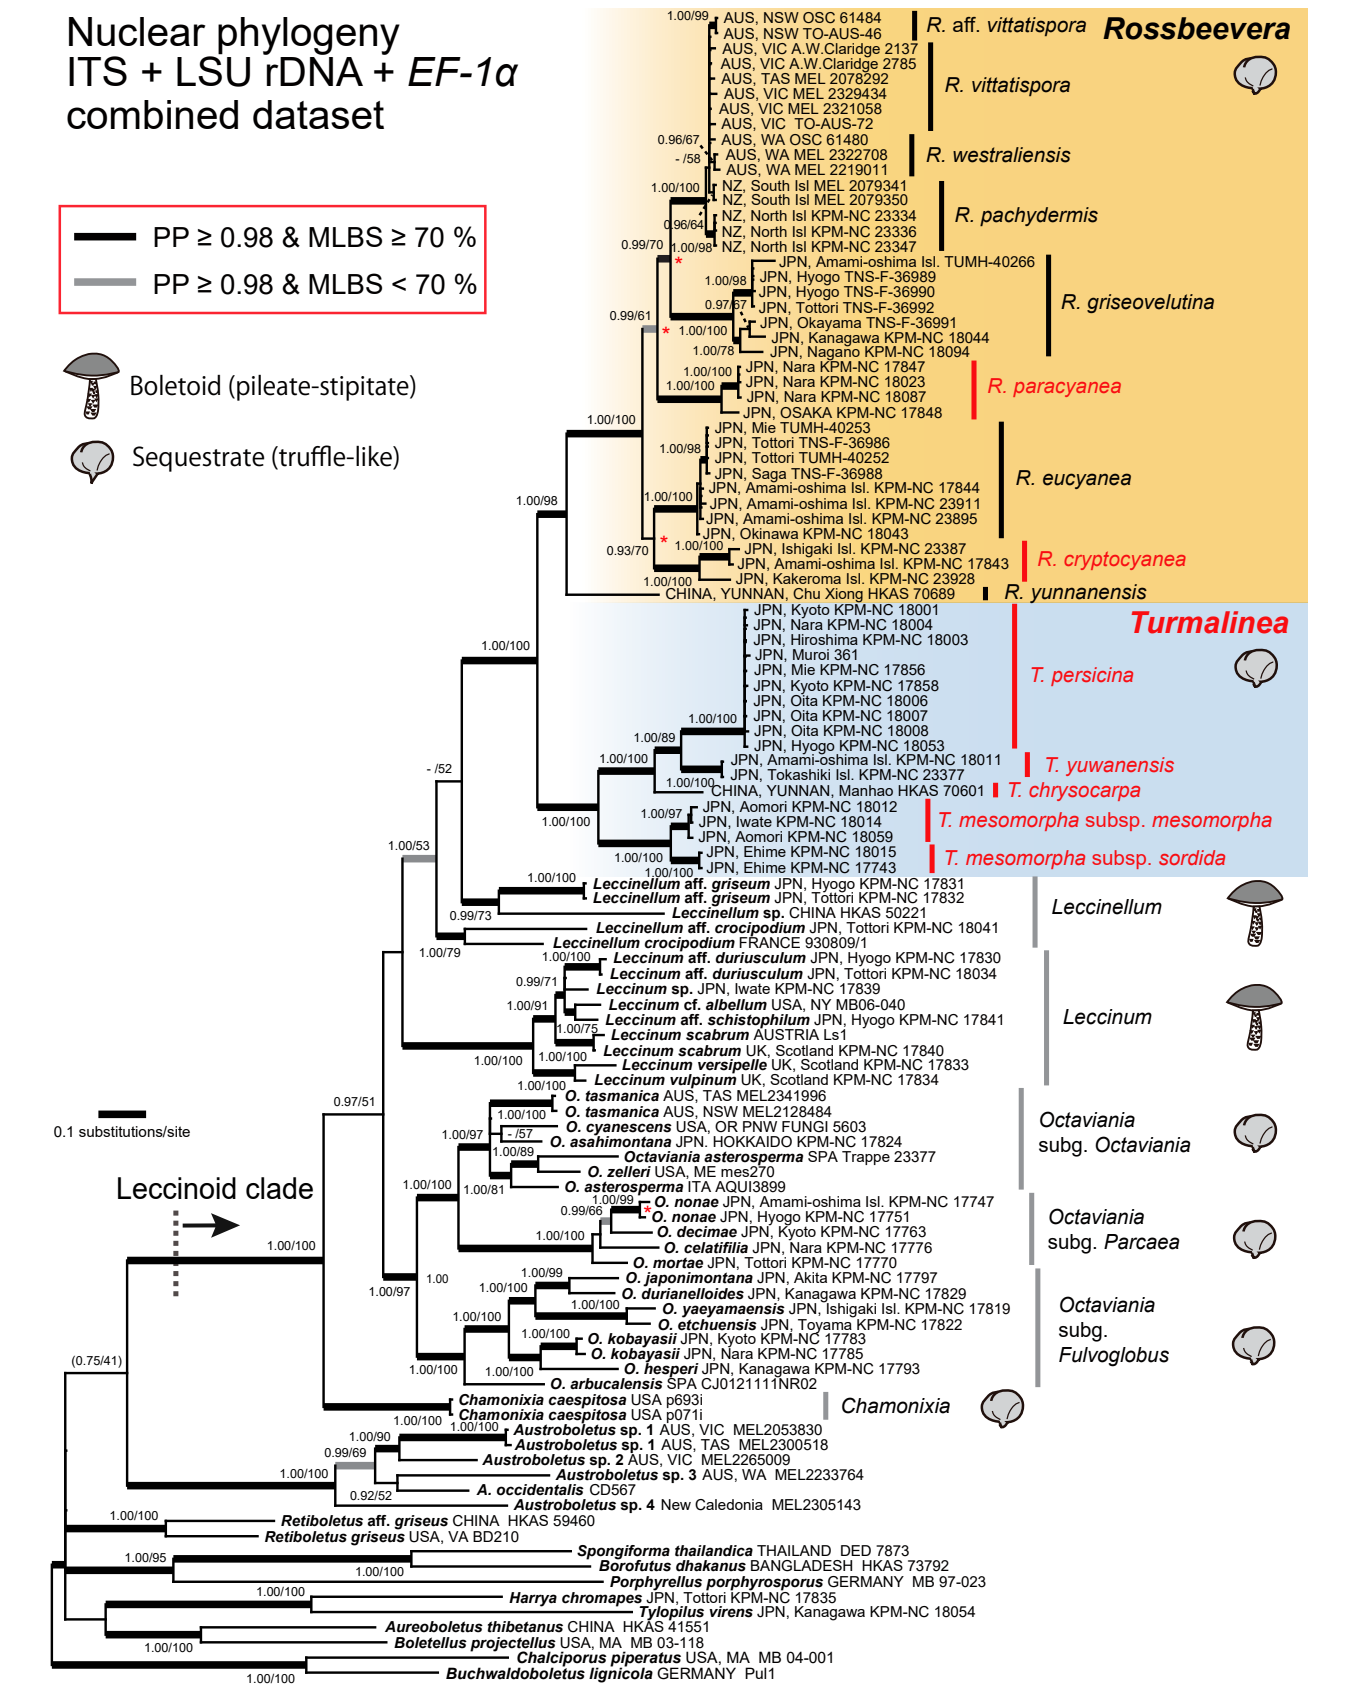 Nuclear phylogeny
ITS + LSU rDNA + EF-1α
combined dataset
PP ≥ 0.98 & MLBS ≥ 70 %
PP ≥ 0.98 & MLBS < 70 %
Boletoid (pileate-stipitate)
Sequestrate (truffle-like)
0.1 substitutions/site
Leccinoid clade
Rossbeevera
1.00/99
AUS, NSW OSC 61484
AUS, NSW TO-AUS-46
R. aff. vittatispora
AUS, VIC A.W.Claridge 2137
AUS, VIC A.W.Claridge 2785
AUS, TAS MEL 2078292
AUS, VIC MEL 2329434
AUS, VIC MEL 2321058
AUS, VIC TO-AUS-72
R. vittatispora
0.96/67
- /58
AUS, WA OSC 61480
AUS, WA MEL 2322708
AUS, WA MEL 2219011
R. westraliensis
1.00/100
0.96/64
1.00/98
NZ, South Isl MEL 2079341
NZ, South Isl MEL 2079350
NZ, North Isl KPM-NC 23334
NZ, North Isl KPM-NC 23336
NZ, North Isl KPM-NC 23347
R. pachydermis
0.99/70
*
1.00/98
0.97/67
1.00/100
1.00/78
JPN, Amami-oshima Isl. TUMH-40266
JPN, Hyogo TNS-F-36989
JPN, Hyogo TNS-F-36990
JPN, Tottori TNS-F-36992
JPN, Okayama TNS-F-36991
JPN, Kanagawa KPM-NC 18044
JPN, Nagano KPM-NC 18094
R. griseovelutina
0.99/61
*
1.00/100
1.00/100
JPN, Nara KPM-NC 17847
JPN, Nara KPM-NC 18023
JPN, Nara KPM-NC 18087
JPN, OSAKA KPM-NC 17848
R. paracyanea
1.00/100
1.00/98
1.00/100
JPN, Mie TUMH-40253
JPN, Tottori TNS-F-36986
JPN, Tottori TUMH-40252
JPN, Saga TNS-F-36988
JPN, Amami-oshima Isl. KPM-NC 17844
JPN, Amami-oshima Isl. KPM-NC 23911
JPN, Amami-oshima Isl. KPM-NC 23895
JPN, Okinawa KPM-NC 18043
R. eucyanea
1.00/98
0.93/70
*
1.00/100
1.00/100
JPN, Ishigaki Isl. KPM-NC 23387
JPN, Amami-oshima Isl. KPM-NC 17843
JPN, Kakeroma Isl. KPM-NC 23928
R. cryptocyanea
CHINA, YUNNAN, Chu Xiong HKAS 70689
R. yunnanensis
Turmalinea
1.00/100
JPN, Kyoto KPM-NC 18001
JPN, Nara KPM-NC 18004
JPN, Hiroshima KPM-NC 18003
JPN, Muroi 361
JPN, Mie KPM-NC 17856
JPN, Kyoto KPM-NC 17858
JPN, Oita KPM-NC 18006
JPN, Oita KPM-NC 18007
JPN, Oita KPM-NC 18008
JPN, Hyogo KPM-NC 18053
T. persicina
1.00/100
1.00/89
1.00/100
1.00/100
JPN, Amami-oshima Isl. KPM-NC 18011
JPN, Tokashiki Isl. KPM-NC 23377
T. yuwanensis
CHINA, YUNNAN, Manhao HKAS 70601
T. chrysocarpa
- /52
1.00/100
1.00/97
JPN, Aomori KPM-NC 18012
JPN, Iwate KPM-NC 18014
JPN, Aomori KPM-NC 18059
T. mesomorpha subsp. mesomorpha
1.00/100
1.00/100
JPN, Ehime KPM-NC 18015
JPN, Ehime KPM-NC 17743
T. mesomorpha subsp. sordida
1.00/53
1.00/100
0.99/73
Leccinellum aff. griseum JPN, Hyogo KPM-NC 17831
Leccinellum aff. griseum JPN, Tottori KPM-NC 17832
Leccinellum sp. CHINA HKAS 50221
1.00/79
Leccinellum aff. crocipodium JPN, Tottori KPM-NC 18041
Leccinellum crocipodium FRANCE 930809/1
Leccinellum
1.00/100
0.99/71
1.00/91
1.00/75
1.00/100
1.00/100
1.00/100
Leccinum aff. duriusculum JPN, Hyogo KPM-NC 17830
Leccinum aff. duriusculum JPN, Tottori KPM-NC 18034
Leccinum sp. JPN, Iwate KPM-NC 17839
Leccinum cf. albellum USA, NY MB06-040
Leccinum aff. schistophilum JPN, Hyogo KPM-NC 17841
Leccinum scabrum AUSTRIA Ls1
Leccinum scabrum UK, Scotland KPM-NC 17840
Leccinum versipelle UK, Scotland KPM-NC 17833
Leccinum vulpinum UK, Scotland KPM-NC 17834
Leccinum
0.97/51
1.00/100
1.00/97
- /57
1.00/89
1.00/81
O. tasmanica AUS, TAS MEL2341996
O. tasmanica AUS, NSW MEL2128484
O. cyanescens USA, OR PNW FUNGI 5603
O. asahimontana JPN. HOKKAIDO KPM-NC 17824
Octaviania asterosperma SPA Trappe 23377
O. zelleri USA, ME mes270
O. asterosperma ITA AQUI3899
Octaviania
subg. Octaviania
1.00/100
1.00/99
*
0.99/66
1.00/100
O. nonae JPN, Amami-oshima Isl. KPM-NC 17747
O. nonae JPN, Hyogo KPM-NC 17751
O. decimae JPN, Kyoto KPM-NC 17763
O. celatifilia JPN, Nara KPM-NC 17776
O. mortae JPN, Tottori KPM-NC 17770
Octaviania
subg. Parcaea
1.00/100
1.00/97
1.00
1.00/99
1.00/100
1.00/100
1.00/100
1.00/100
1.00/100
1.00/100
O. japonimontana JPN, Akita KPM-NC 17797
O. durianelloides JPN, Kanagawa KPM-NC 17829
O. yaeyamaensis JPN, Ishigaki Isl. KPM-NC 17819
O. etchuensis JPN, Toyama KPM-NC 17822
O. kobayasii JPN, Kyoto KPM-NC 17783
O. kobayasii JPN, Nara KPM-NC 17785
O. hesperi JPN, Kanagawa KPM-NC 17793
O. arbucalensis SPA CJ0121111NR02
Octaviania
subg.
Fulvoglobus
(0.75/41)
1.00/100
Chamonixia caespitosa USA p693i
Chamonixia caespitosa USA p071i
Chamonixia
1.00/100
1.00/90
0.99/69
1.00/100
0.92/52
Austroboletus sp. 1 AUS, VIC MEL2053830
Austroboletus sp. 1 AUS, TAS MEL2300518
Austroboletus sp. 2 AUS, VIC MEL2265009
Austroboletus sp. 3 AUS, WA MEL2233764
A. occidentalis CD567
Austroboletus sp. 4 New Caledonia MEL2305143
1.00/100
Retiboletus aff. griseus CHINA HKAS 59460
Retiboletus griseus USA, VA BD210
1.00/95
1.00/100
Spongiforma thailandica THAILAND DED 7873
Borofutus dhakanus BANGLADESH HKAS 73792
Porphyrellus porphyrosporus GERMANY MB 97-023
1.00/100
Harrya chromapes JPN, Tottori KPM-NC 17835
Tylopilus virens JPN, Kanagawa KPM-NC 18054
1.00/100
Aureoboletus thibetanus CHINA HKAS 41551
Boletellus projectellus USA, MA MB 03-118
1.00/100
Chalciporus piperatus USA, MA MB 04-001
Buchwaldoboletus lignicola GERMANY Pul1